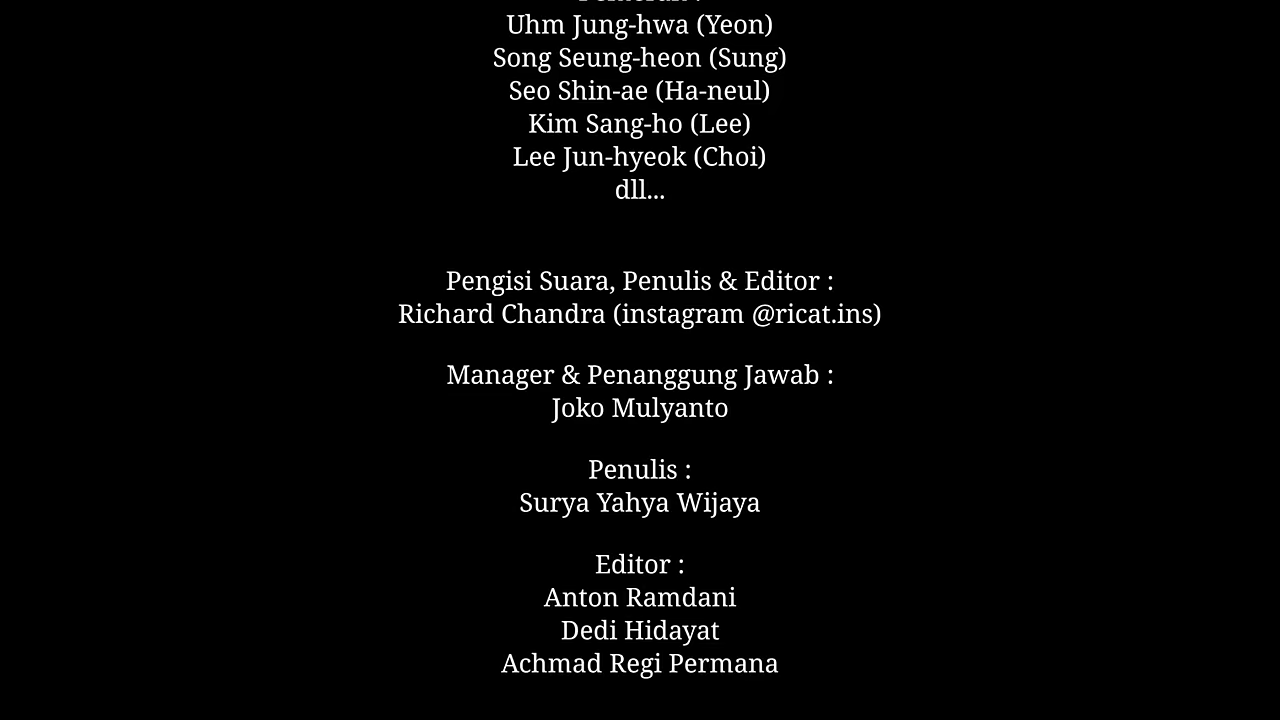 Uhm Jung-hwa (Yeon)
Song Seung-heon (Sung)
Seo Shin-ae (Ha-neul)
Kim Sang-ho (Lee)
Lee Jun-hyeok (Choi)
dll...
Pengisi Suara, Penulis & Editor :
Richard Chandra (instagram @ricat.ins)
Manager & Penanggung Jawab :
Joko Mulyanto
Penulis :
Surya Yahya Wijaya
Editor :
Anton Ramdani
Dedi Hidayat
Achmad Regi Permana